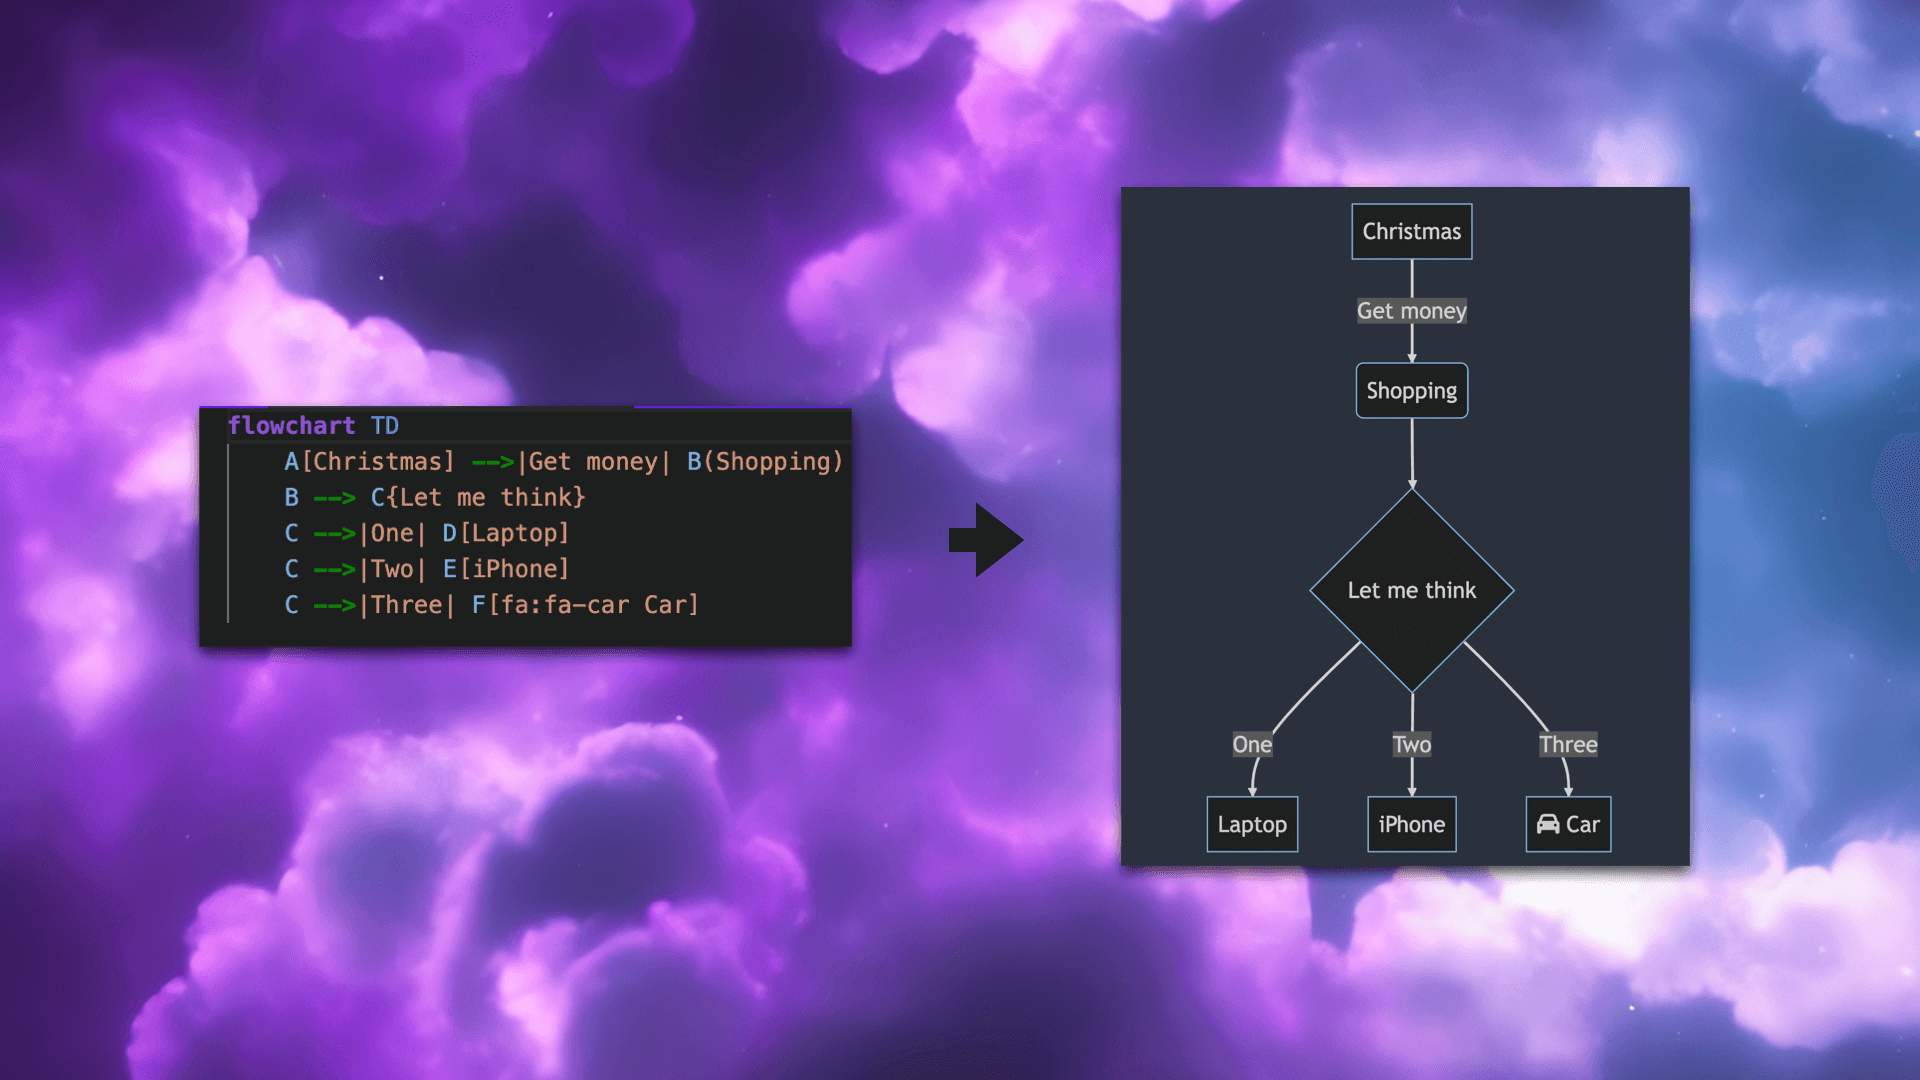 flowchart TD
A[Christmas] -->|Get money| B(Shopping)
B --> C{Let me think}
C -->|One| D[Laptop]
C -->|Two| E[iPhone]
C -->|Three| F[fa:fa-car Car]
Christmas
Get money
Shopping
Let me think
One Two Three
Laptop iPhone Car